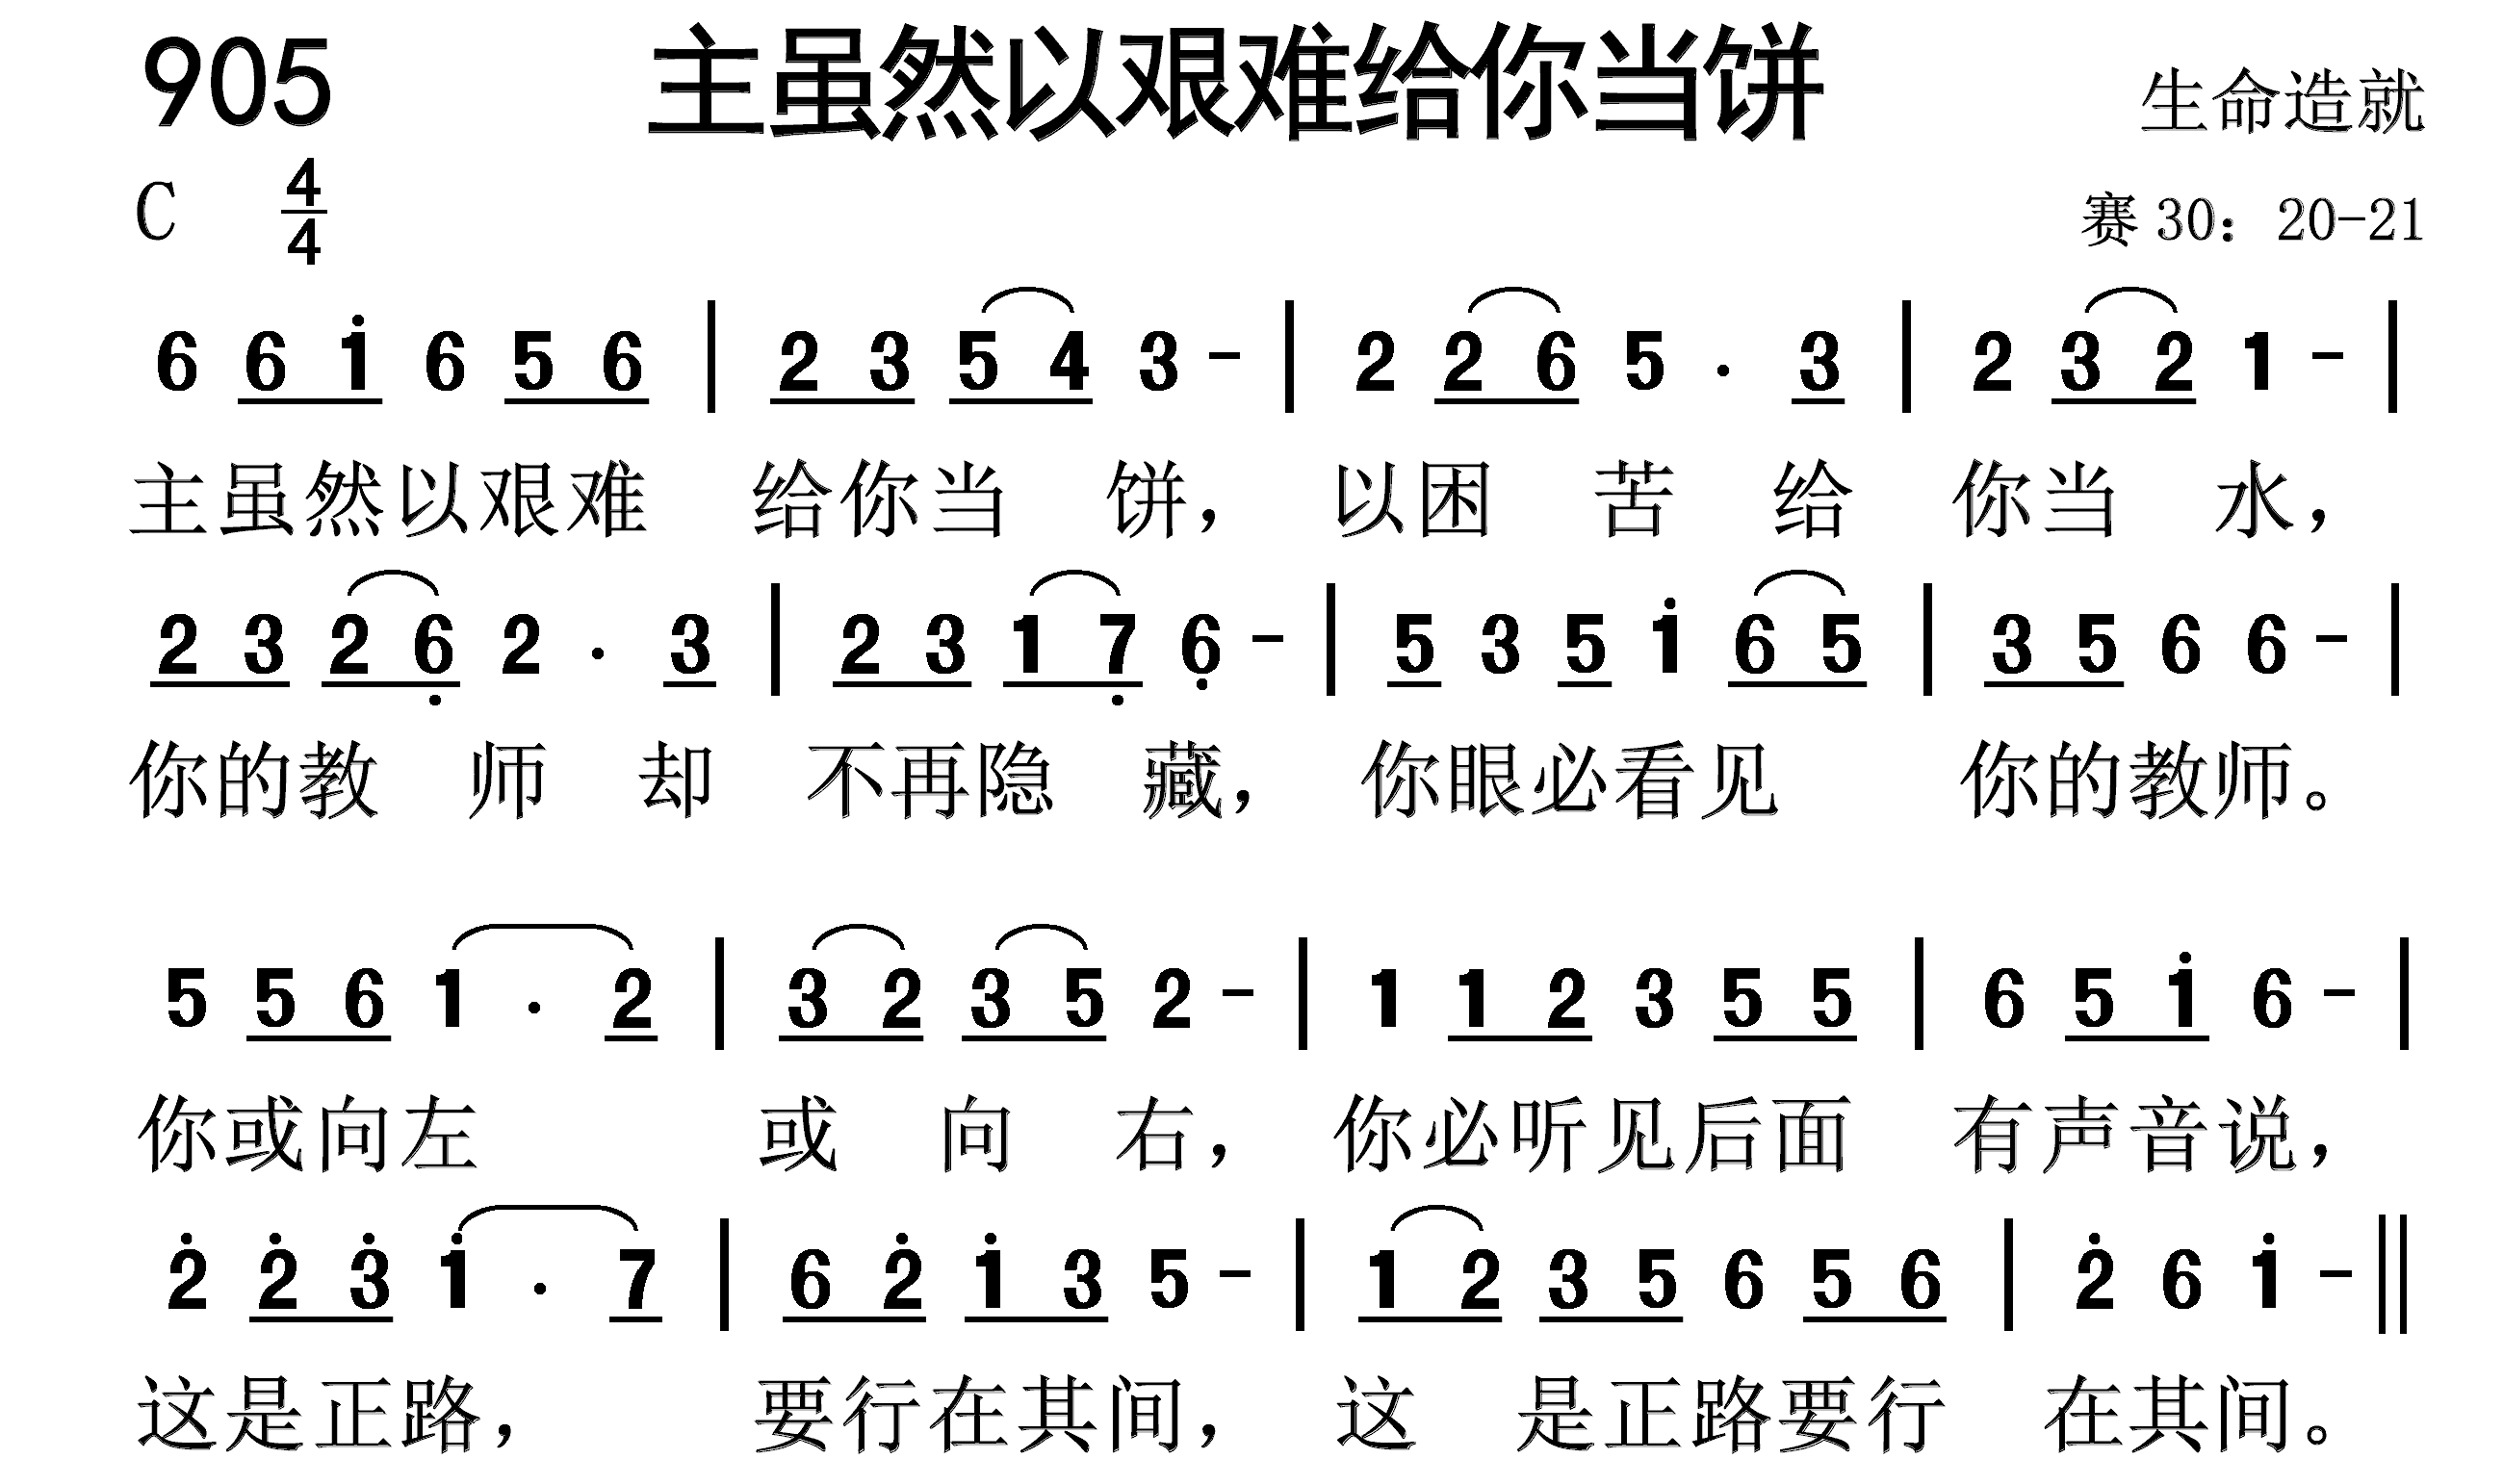 905 主虽然以艰难给你当饼 生命造就
C 4/4 赛30：20-21
6 6 i 6 5 6 | 2 3 5 4 3 - | 2 2 6 5 . 3 | 2 3 2 1 - |
主虽然以艰难 给你当 饼， 以困 苦 给 你当 水，
2 3 2 6 2 . 3 | 2 3 1 7 6 - | 5 3 5 i 6 5 | 3 5 6 6 - |
你的教 师 却 不再隐 藏， 你眼必看见 你的教师。
5 5 6 1 . 2 | 3 2 3 5 2 - | 1 1 2 3 5 5 | 6 5 i 6 - |
你或向左 或 向 右， 你必听见后面 有声音说，
2 2 3 i . 7 | 6 2 i 3 5 - | 1 2 3 5 6 5 6 | 2 6 i - ‖
这是正路， 要行在其间， 这 是正路要行 在其间。